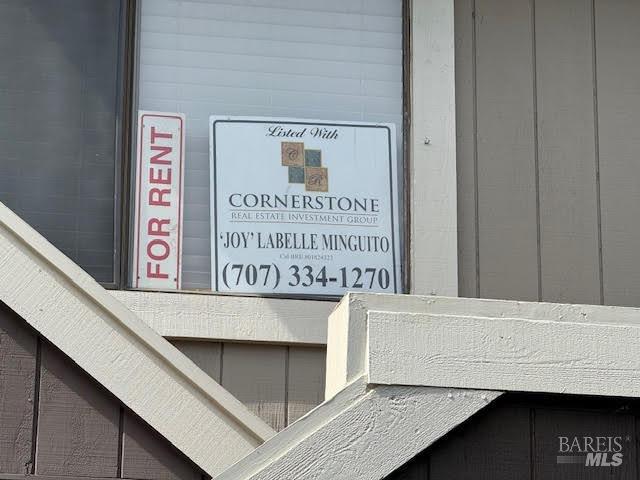 FOR RENT
Listed With
CORNERSTONE
REAL ESTATE INVESTMENT GROUP
'JOY' LABELLE MINGUITO
(707) 334-1270
BAREIS
MLS